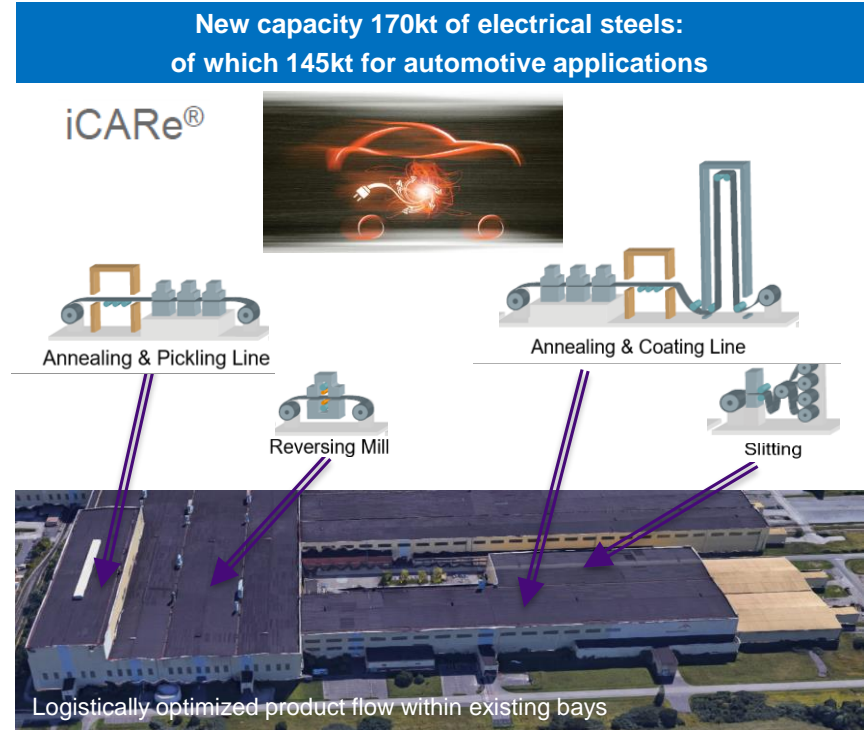 New capacity 170kt of electrical steels:
of which 145kt for automotive applications
iCARe®
Annealing & Pickling Line
Annealing & Coating Line
Reversing Mill
Slitting
Logistically optimized product flow within existing bays